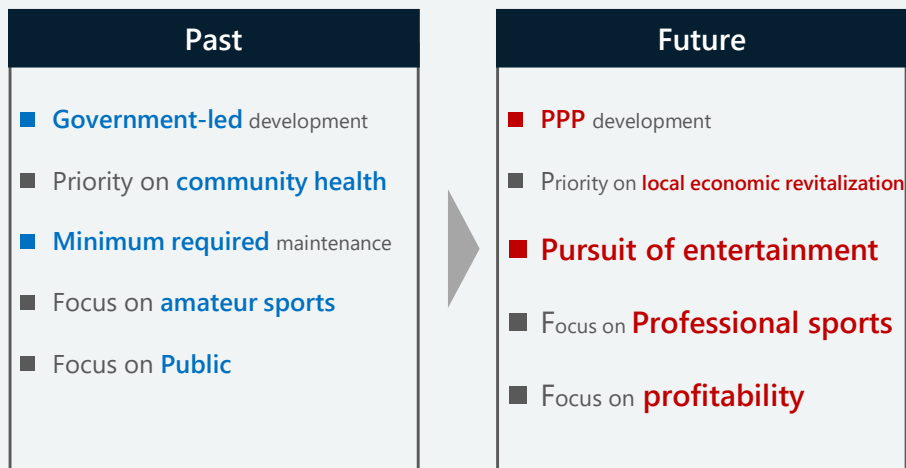 Past
Government-led development
Priority on community health
Minimum required maintenance
Focus on amateur sports
Focus on Public
Future
PPP development
Priority on local economic revitalization
Pursuit of entertainment
Focus on Professional sports
Focus on profitability